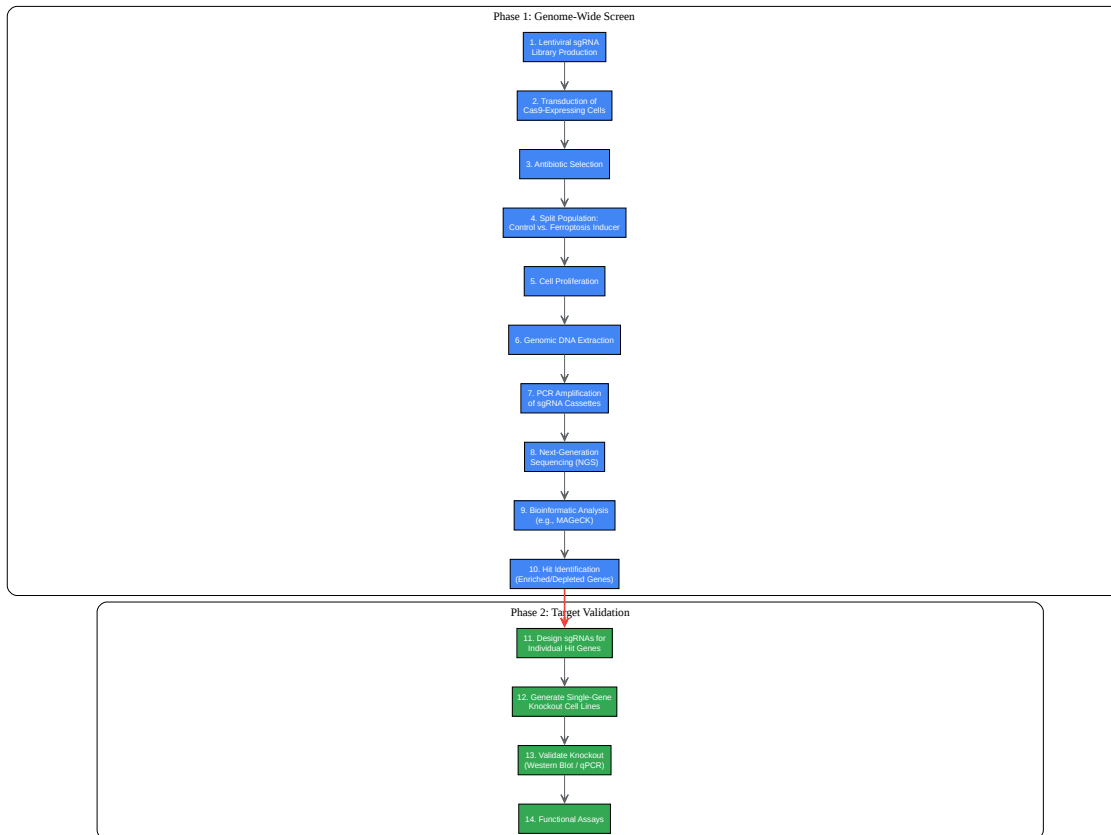 Phase 1: Genome-Wide Screen
1. Lentiviral sgRNA
Library Production
2. Transduction of
Cas9-Expressing Cells
3. Antibiotic Selection
4. Split Population:
Control vs. Ferroptosis Inducer
5. Cell Proliferation
6. Genomic DNA Extraction
7. PCR Amplification
of sgRNA Cassettes
8. Next-Generation
Sequencing (NGS)
9. Bioinformatic Analysis
(e.g., MAGeCK)
10. Hit Identification
(Enriched/Depleted Genes)
Phase 2: Target Validation
11. Design sgRNAs for
Individual Hit Genes
12. Generate Single-Gene
Knockout Cell Lines
13. Validate Knockout
(Western Blot / qPCR)
14. Functional Assays